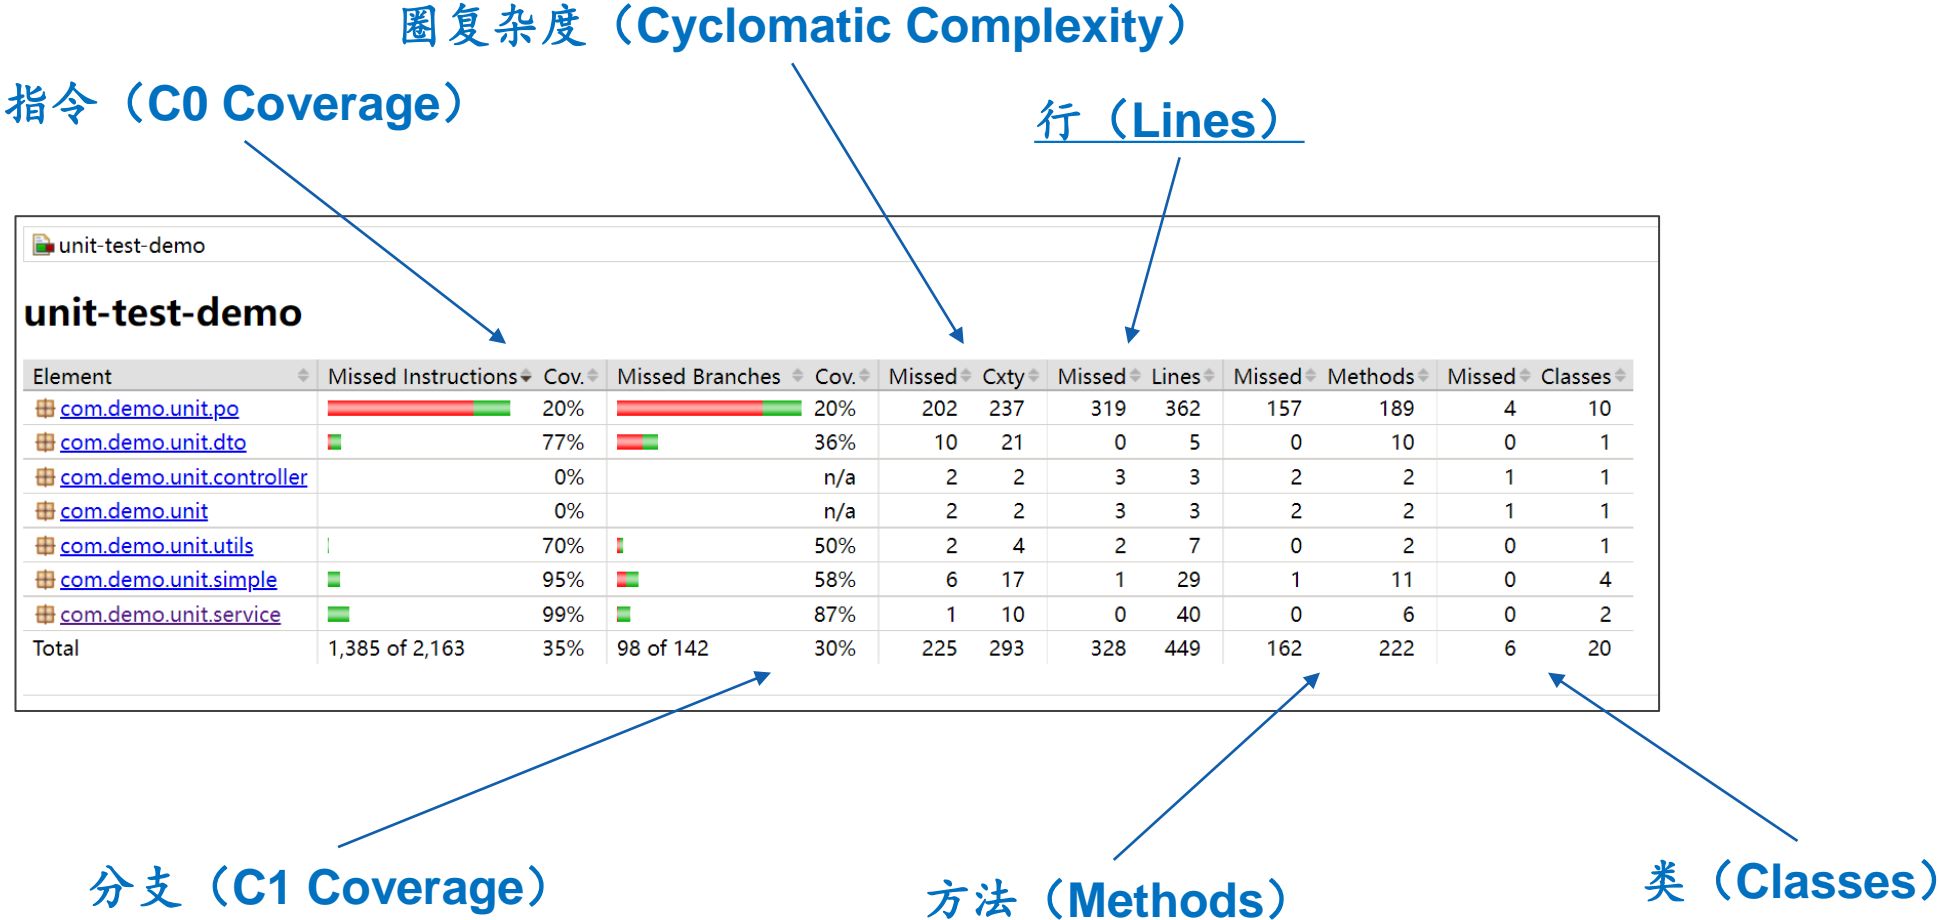 圈复杂度（Cyclomatic Complexity）
指令（C0 Coverage）
行（Lines）
unit-test-demo
unit-test-demo
Element Missed Instructions Cov. Missed Branches Cov. Missed Cxty Missed Lines Missed Methods Missed Classes
com.demo.unit.po 20% 20% 202 237 319 362 157 189 4 10
com.demo.unit.dto 77% 36% 10 21 0 5 0 10 0 1
com.demo.unit.controller 0% n/a 2 2 3 3 2 2 1 1
com.demo.unit 0% n/a 2 2 3 3 2 2 1 1
com.demo.unit.utils 70% 50% 2 4 2 7 0 2 0 1
com.demo.unit.simple 95% 58% 6 17 1 29 1 11 0 4
com.demo.unit.service 99% 87% 1 10 0 40 0 6 0 2
Total 1,385 of 2,163 35% 98 of 142 30% 225 293 328 449 162 222 6 20
分支（C1 Coverage）
方法（Methods）
类（Classes）